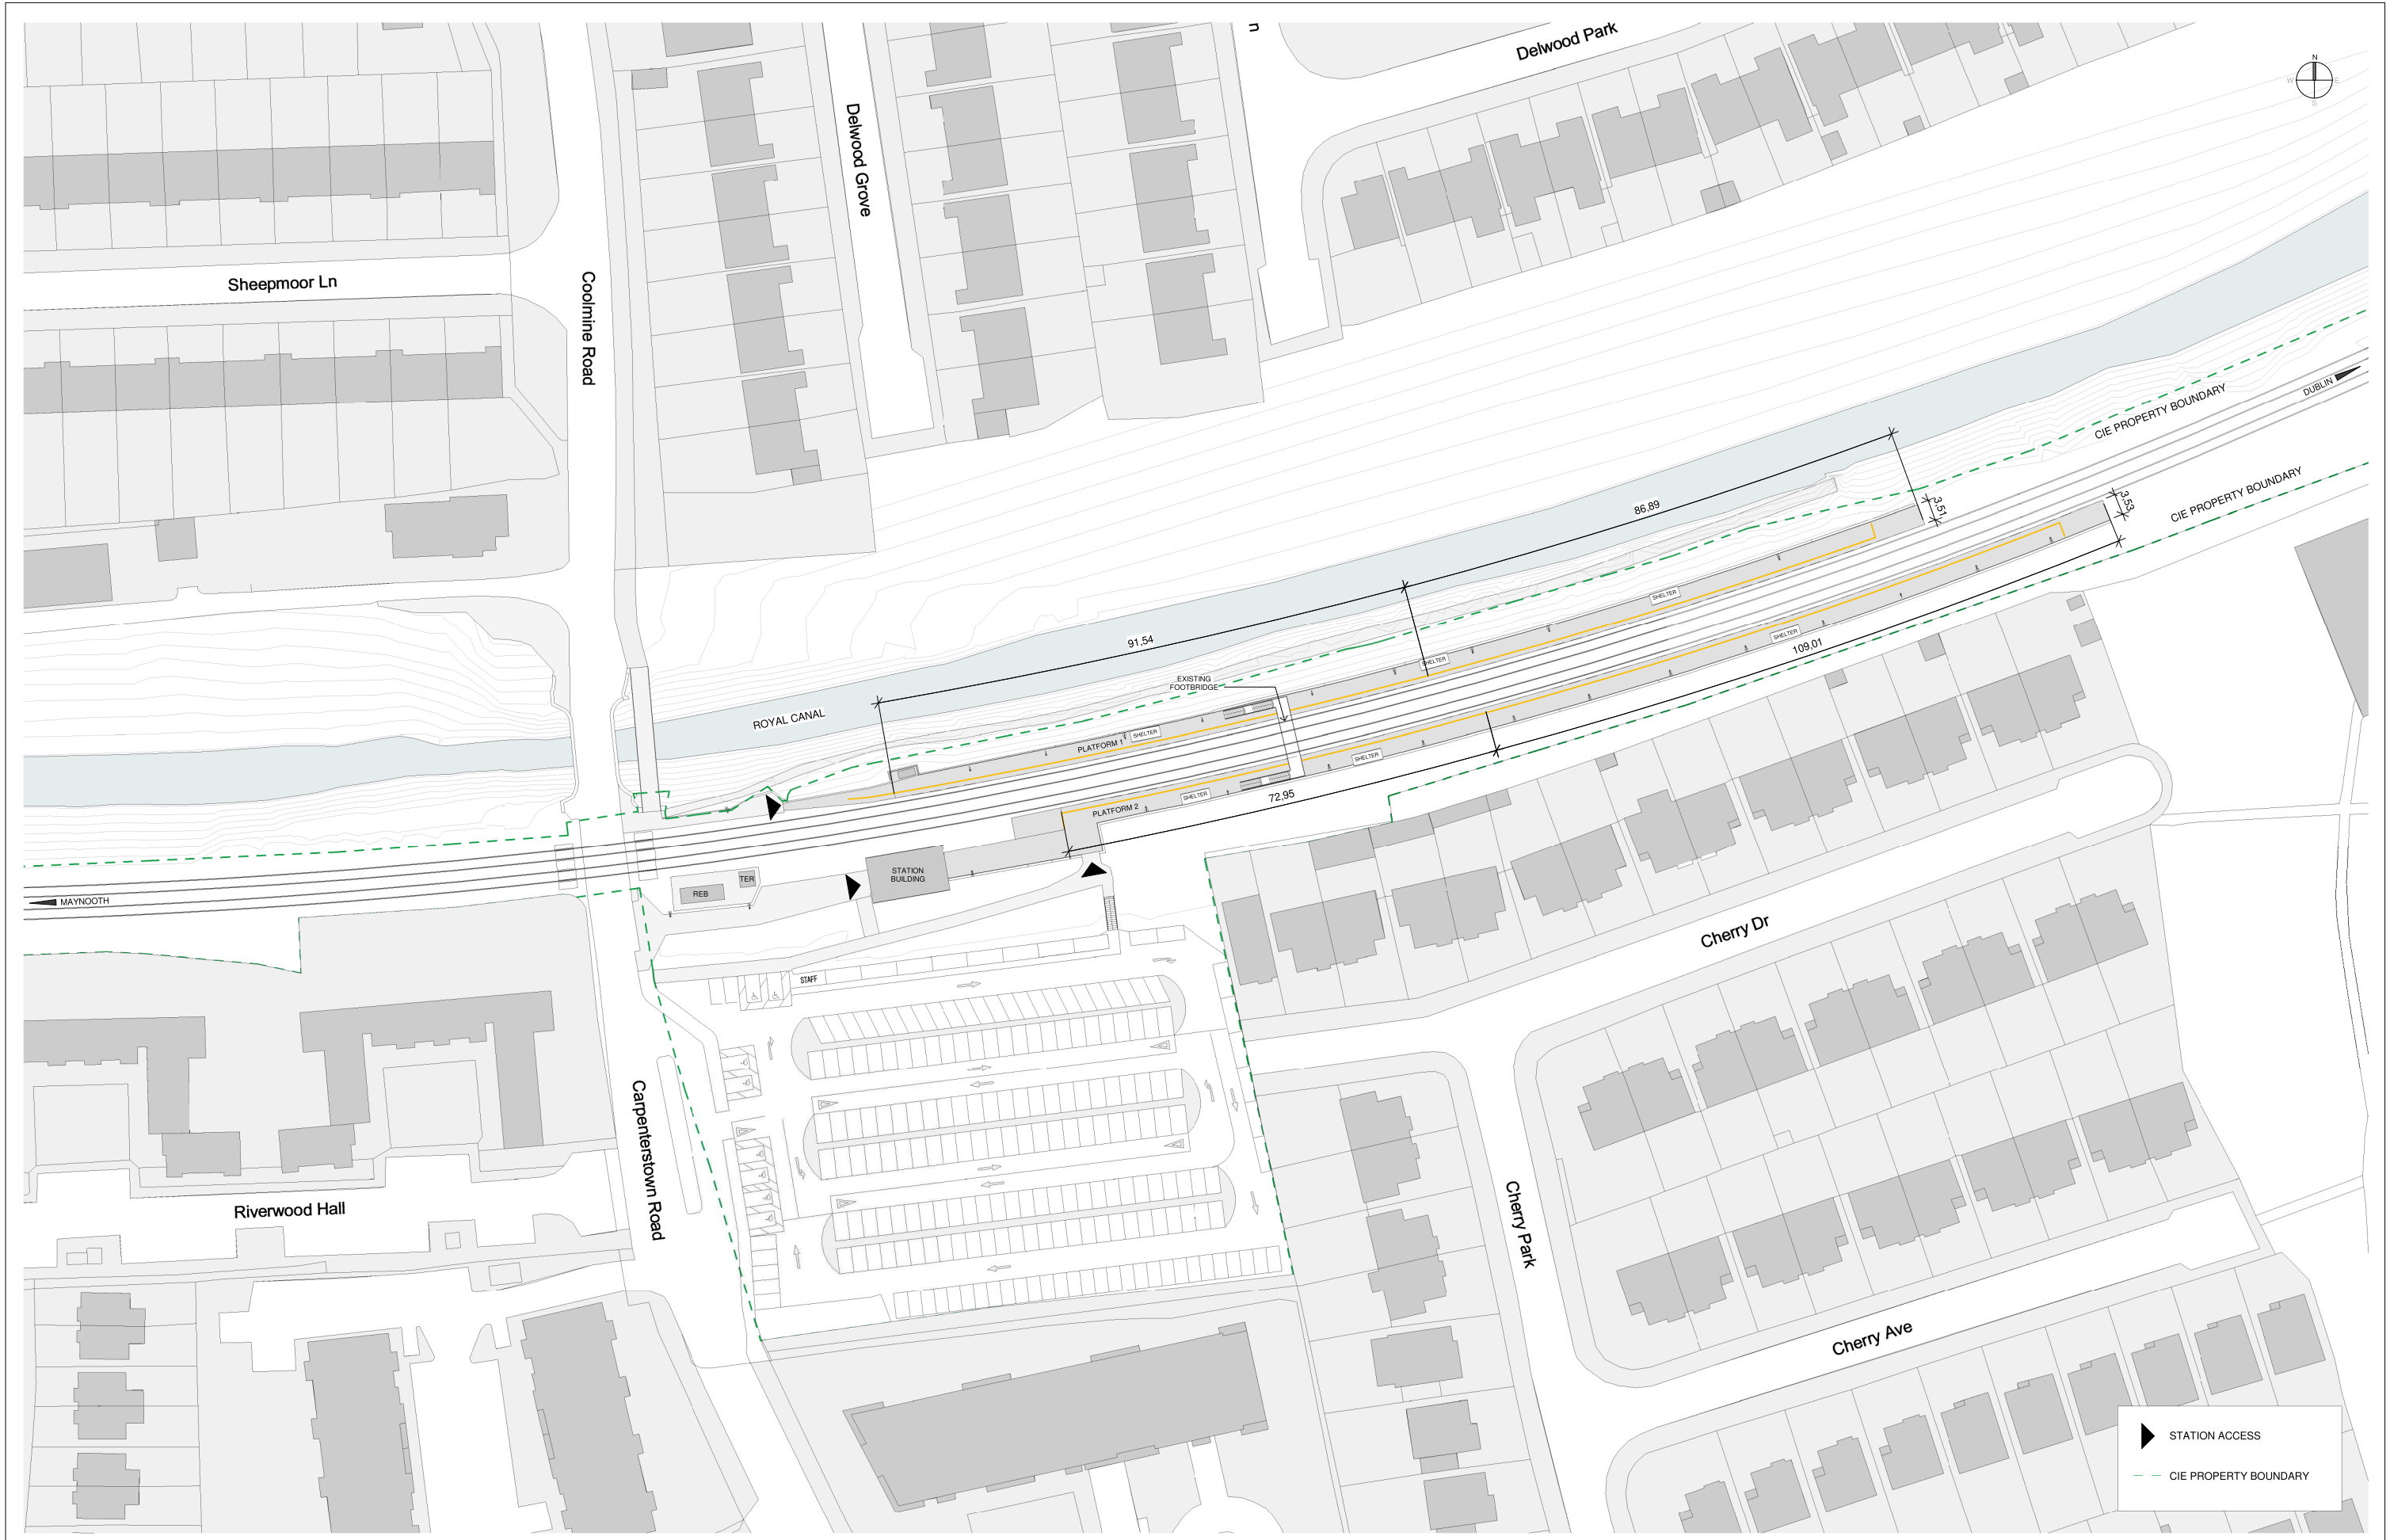 n
Delwood Park
N
W
E
S
Delwood Grove
Sheepmoor Ln
Coolmine Road
DUBLIN
CIE PROPERTY BOUNDARY
CIE PROPERTY BOUNDARY
86,89
3,51
3,53
91,54
SHELTER
SHELTER
109,01
SHELTER
EXISTING
FOOTBRIDGE
ROYAL CANAL
PLATFORM 1
SHELTER
SHELTER
72,95
SHELTER
PLATFORM 2
STATION
BUILDING
TER
REB
MAYNOOTH
Cherry Dr
STAFF
Carpenterstown Road
Riverwood Hall
Cherry Park
Cherry Ave
STATION ACCESS
CIE PROPERTY BOUNDARY